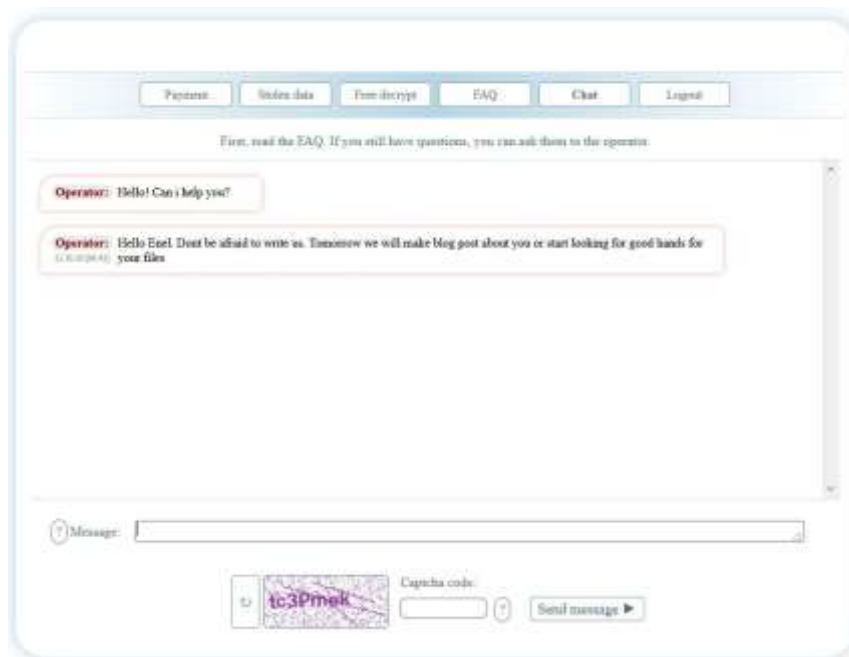 Payment Stolen data Free decrypt FAQ Chat Logout
First, read the FAQ. If you still have questions, you can ask them to the operator.
Operator: Hello! Can i help you?
Operator: Hello Enel. Dont be afraid to write us. Tomorrow we will make blog post about you or start looking for good hands for
your files
? Message:
tc3Pmek
Captcha code:
?
Send message ▶